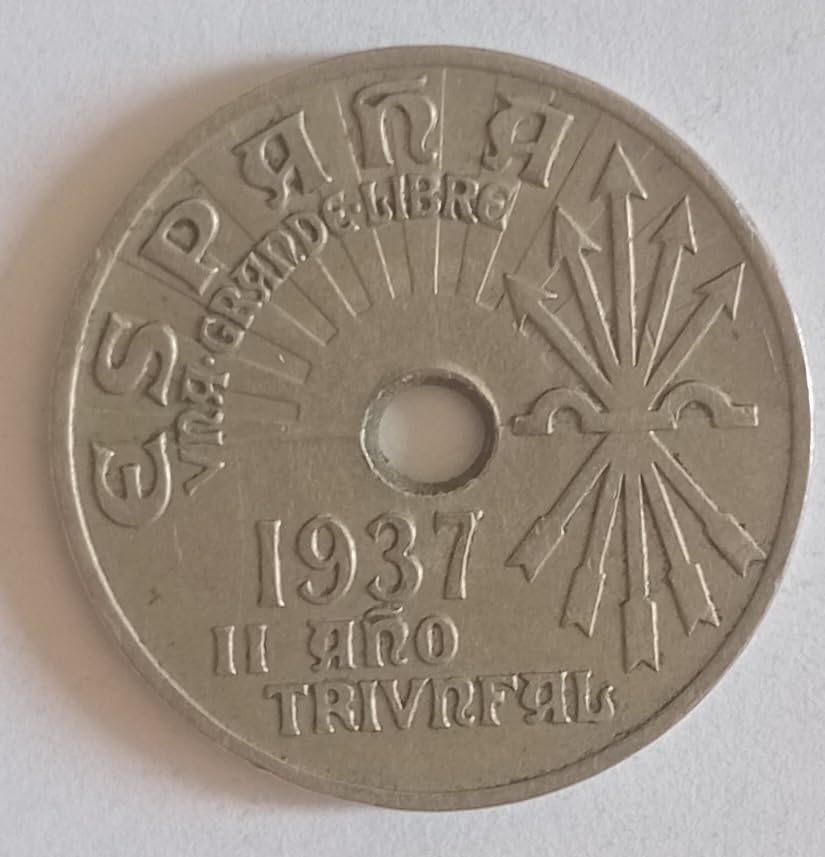 ESPAÑA
VNA·GRANDE·LIBRE
1937
II AÑO
TRIVNFAL